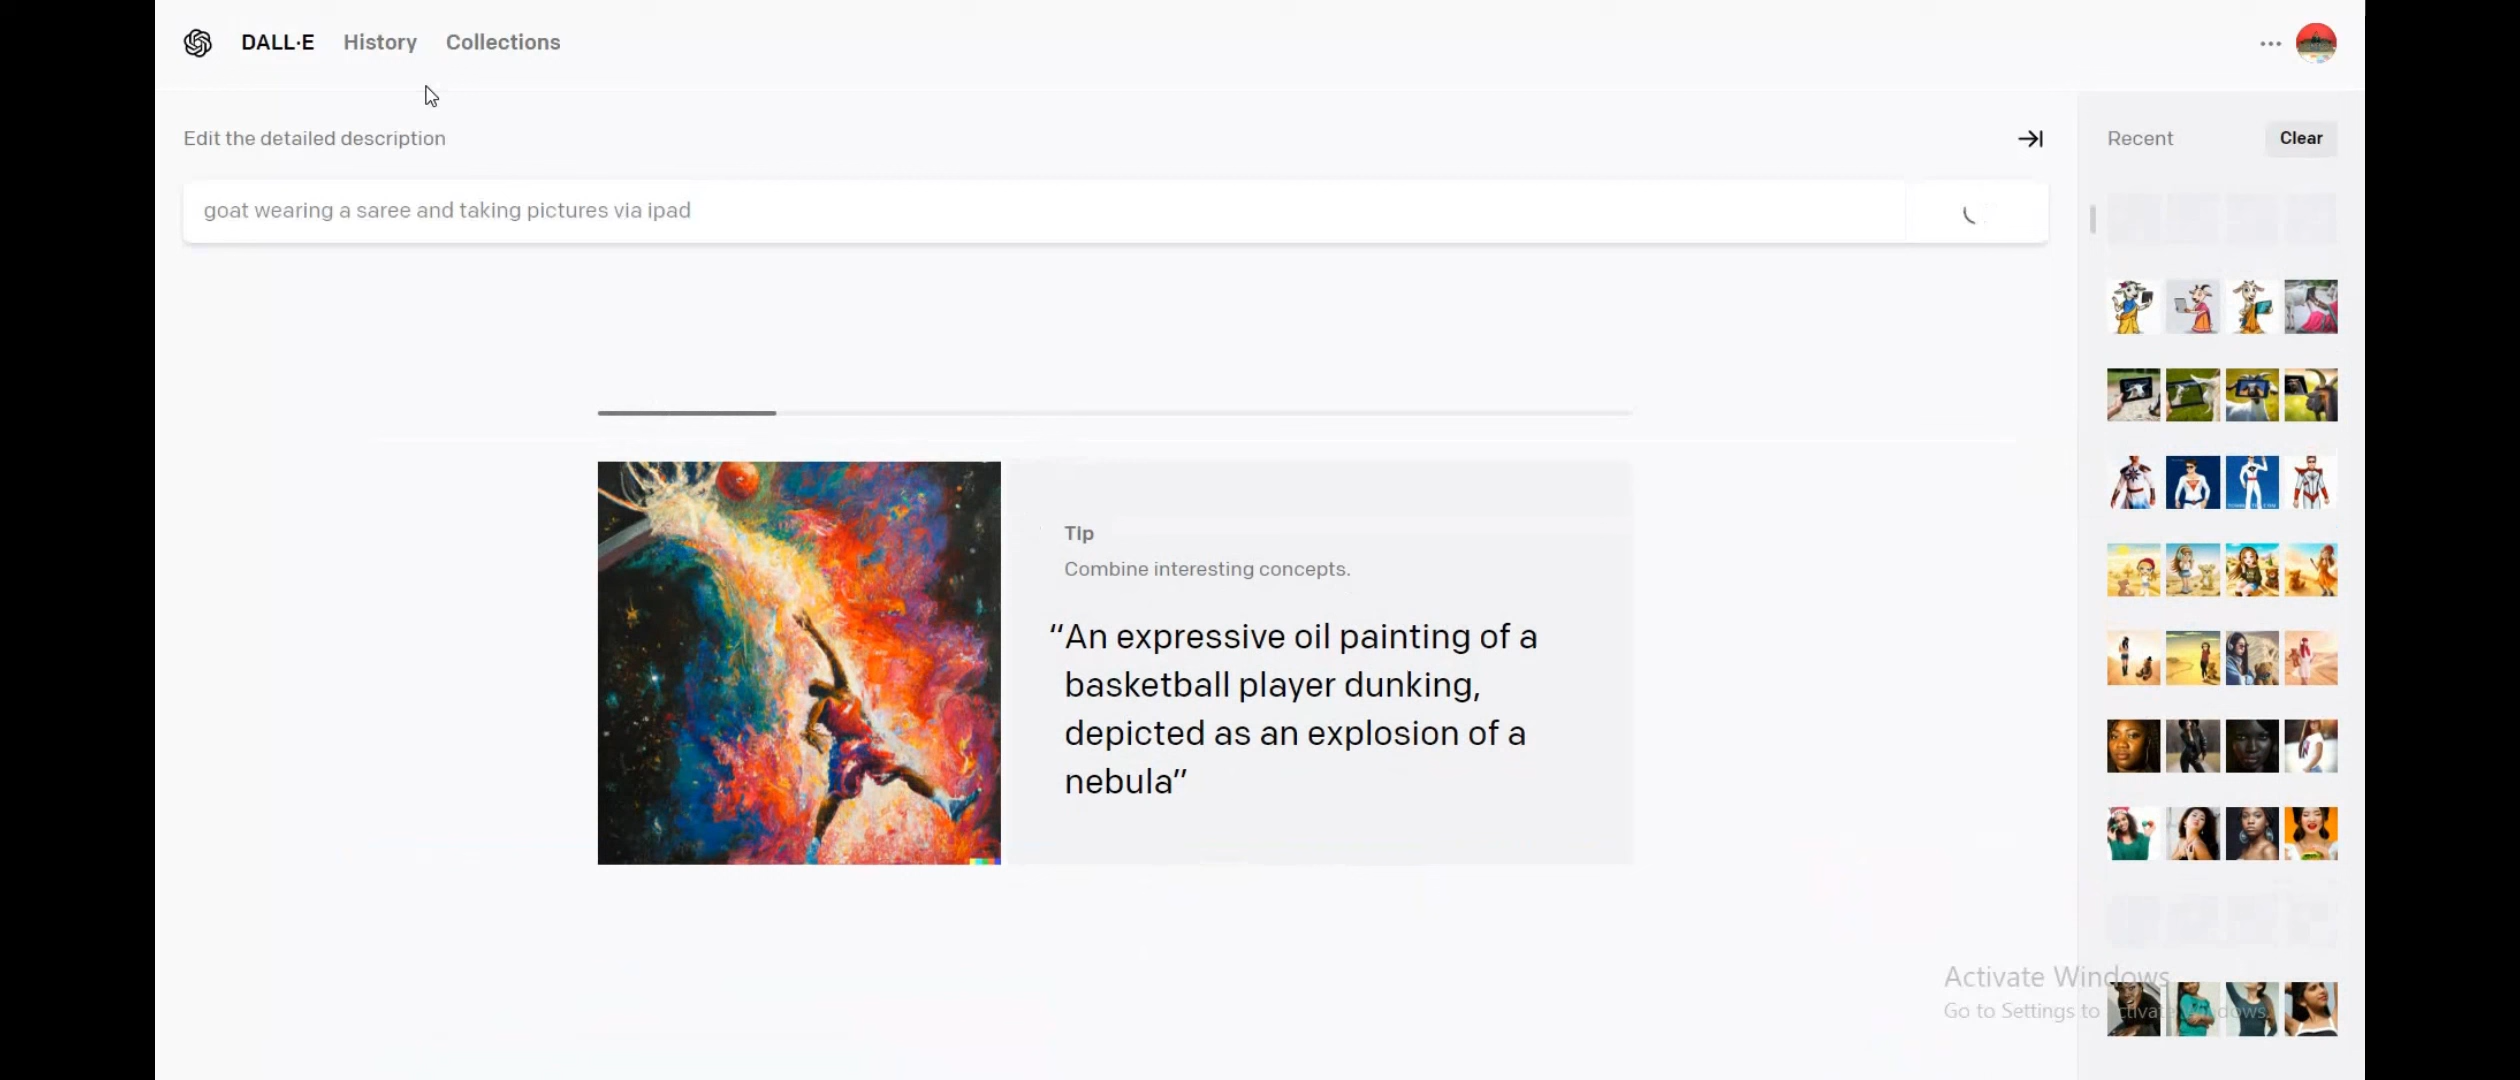 DALL·E History Collections
Edit the detailed description
Recent Clear
goat wearing a saree and taking pictures via ipad
Tip
Combine interesting concepts.
“An expressive oil painting of a
basketball player dunking,
depicted as an explosion of a
nebula”
Activate Windows
Go to Settings to activate Windows.